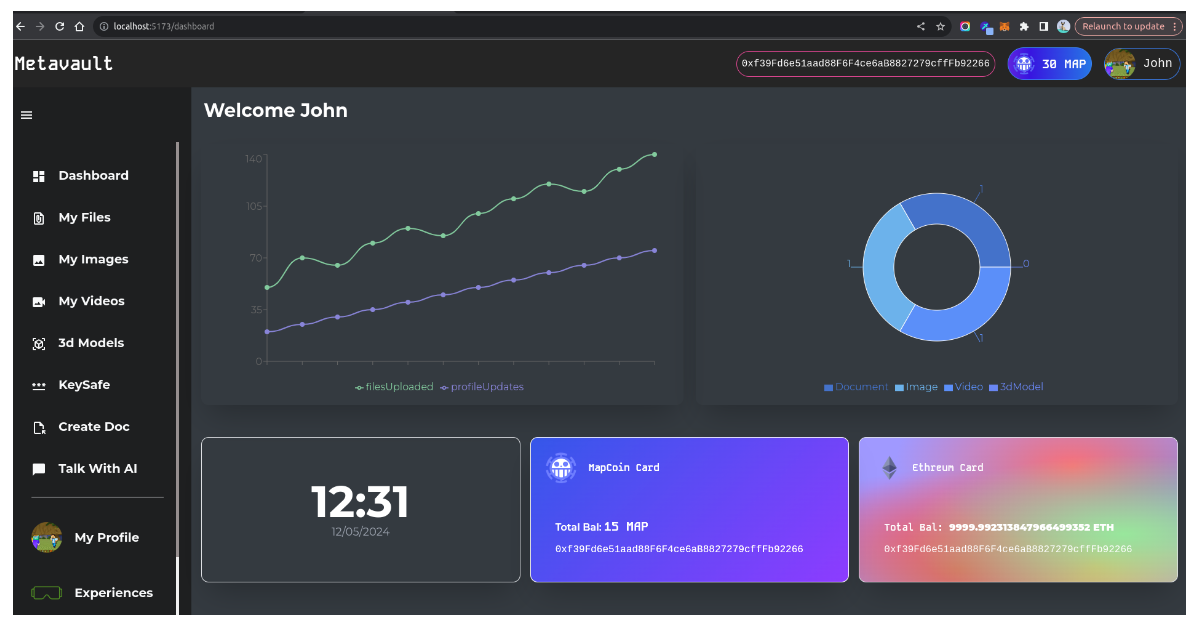 localhost:5173/dashboard
Relaunch to update
Metavault
0xf39Fd6e51aad88F6F4ce6aB8827279cffFb92266
30 MAP
John
Welcome John
Dashboard
My Files
My Images
My Videos
3d Models
KeySafe
Create Doc
Talk With AI
My Profile
Experiences
140
105
70
35
0
filesUploaded
profileUpdates
1
1
0
1
Document
Image
Video
3dModel
12:31
12/05/2024
MapCoin Card
Total Bal: 15 MAP
0xf39Fd6e51aad88F6F4ce6aB8827279cffFb92266
Ethreum Card
Total Bal: 9999.992313847966499352 ETH
0xf39Fd6e51aad88F6F4ce6aB8827279cffFb92266